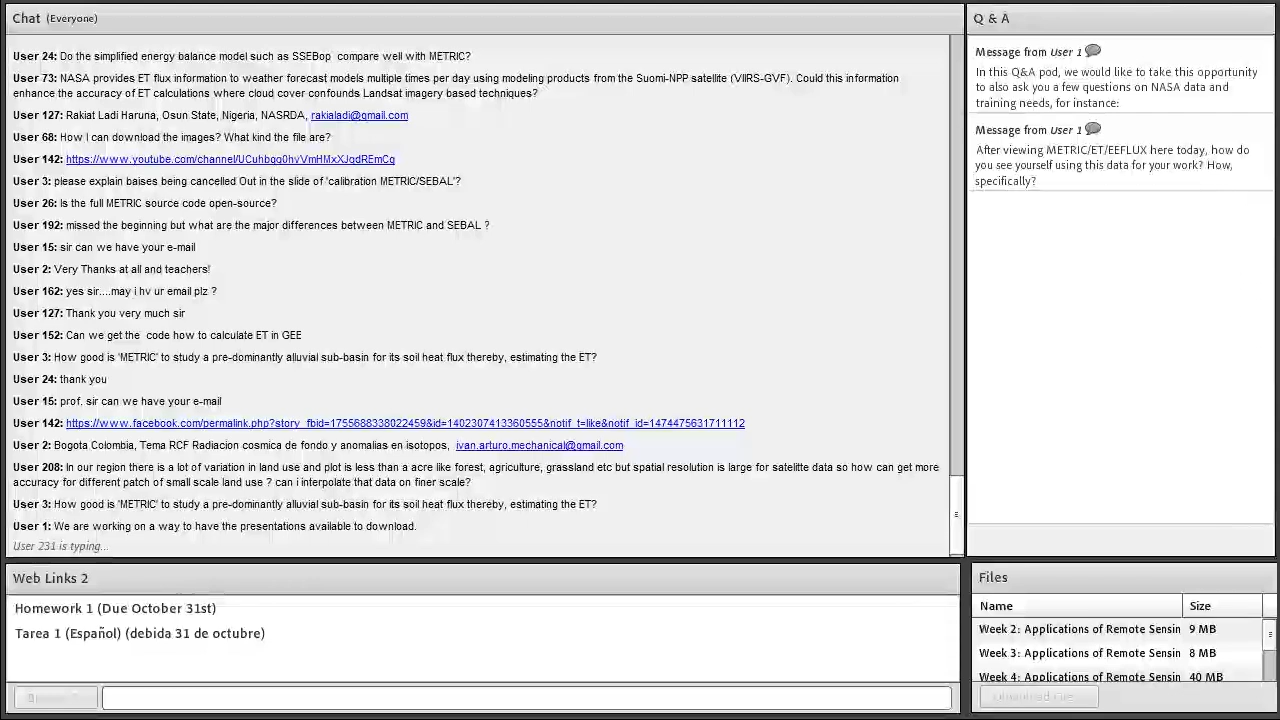 Chat (Everyone)
User 24: Do the simplified energy balance model such as SSEBop compare well with METRIC?
User 73: NASA provides ET flux information to weather forecast models multiple times per day using modeling products from the Suomi-NPP satellite (VIIRS-GVF). Could this information
enhance the accuracy of ET calculations where cloud cover confounds Landsat imagery based techniques?
User 127: Rakiat Ladi Haruna, Osun State, Nigeria, NASRDA, rakialadi@gmail.com
User 68: How I can download the images? What kind the file are?
User 142: https://www.youtube.com/channel/UCuhbgg0hvVmHMxXJgdREmCg
User 3: please explain baises being cancelled Out in the slide of 'calibration METRIC/SEBAL'?
User 26: Is the full METRIC source code open-source?
User 192: missed the beginning but what are the major differences between METRIC and SEBAL ?
User 15: sir can we have your e-mail
User 2: Very Thanks at all and teachers!
User 162: yes sir....may i hv ur email plz ?
User 127: Thank you very much sir
User 152: Can we get the code how to calculate ET in GEE
User 3: How good is 'METRIC' to study a pre-dominantly alluvial sub-basin for its soil heat flux thereby, estimating the ET?
User 24: thank you
User 15: prof. sir can we have your e-mail
User 142: https://www.facebook.com/permalink.php?story_fbid=1755688338022459&id=1402307413360555&notif_t=like&notif_id=1474475631711112
User 2: Bogota Colombia, Tema RCF Radiacion cosmica de fondo y anomalias en isotopos, ivan.arturo.mechanical@gmail.com
User 208: In our region there is a lot of variation in land use and plot is less than a acre like forest, agriculture, grassland etc but spatial resolution is large for satelitte data so how can get more
accuracy for different patch of small scale land use ? can i interpolate that data on finer scale?
User 3: How good is 'METRIC' to study a pre-dominantly alluvial sub-basin for its soil heat flux thereby, estimating the ET?
User 1: We are working on a way to have the presentations available to download.
User 231 is typing...
Q & A
Message from User 1
In this Q&A pod, we would like to take this opportunity
to also ask you a few questions on NASA data and
training needs, for instance:
Message from User 1
After viewing METRIC/ET/EEFLUX here today, how do
you see yourself using this data for your work? How,
specifically?
Web Links 2
Homework 1 (Due October 31st)
Tarea 1 (Español) (debida 31 de octubre)
Files
Name Size
Week 2: Applications of Remote Sensin 9 MB
Week 3: Applications of Remote Sensin 8 MB
Week 4: Applications of Remote Sensin 40 MB